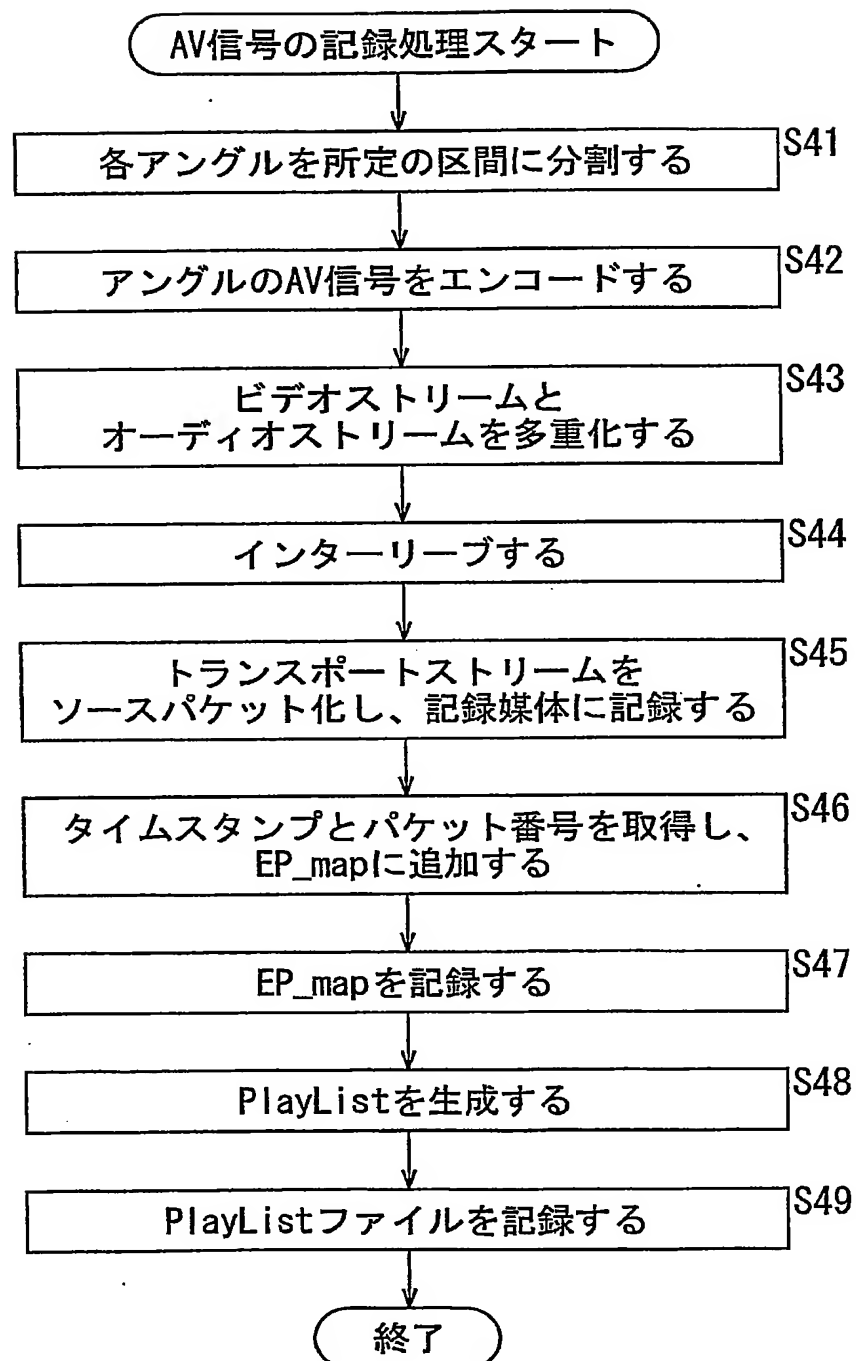 AV信号の記録処理スタート
S41
各アングルを所定の区間に分割する
S42
アングルのAV信号をエンコードする
S43
ビデオストリームと
オーディオストリームを多重化する
S44
インターリーブする
S45
トランスポートストリームを
ソースパケット化し、記録媒体に記録する
S46
タイムスタンプとパケット番号を取得し、
EP_mapに追加する
S47
EP_mapを記録する
S48
PlayListを生成する
S49
PlayListファイルを記録する
終了